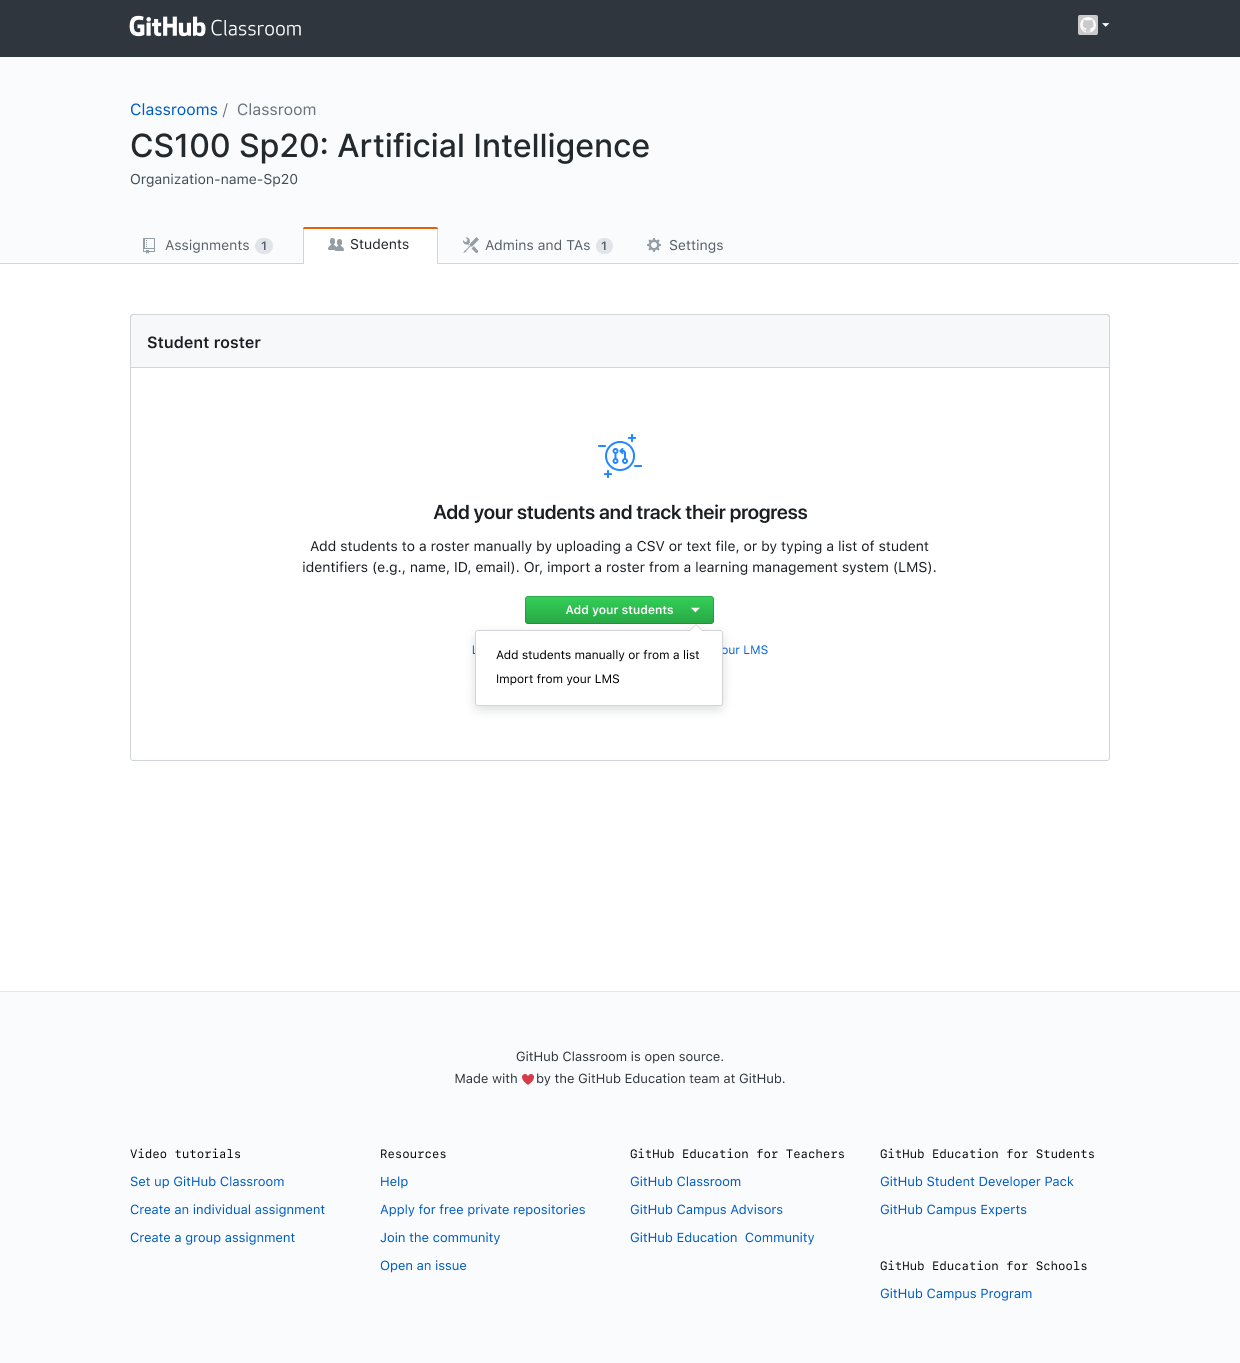 GitHub Classroom
Classrooms / Classroom
CS100 Sp20: Artificial Intelligence
Organization-name-Sp20
Assignments 1
Students
Admins and TAs 1
Settings
Student roster
Add your students and track their progress
Add students to a roster manually by uploading a CSV or text file, or by typing a list of student
identifiers (e.g., name, ID, email). Or, import a roster from a learning management system (LMS).
Add your students
our LMS
Add students manually or from a list
Import from your LMS
GitHub Classroom is open source.
Made with ❤ by the GitHub Education team at GitHub.
Video tutorials
Set up GitHub Classroom
Create an individual assignment
Create a group assignment
Resources
Help
Apply for free private repositories
Join the community
Open an issue
GitHub Education for Teachers
GitHub Classroom
GitHub Campus Advisors
GitHub Education Community
GitHub Education for Students
GitHub Student Developer Pack
GitHub Campus Experts
GitHub Education for Schools
GitHub Campus Program